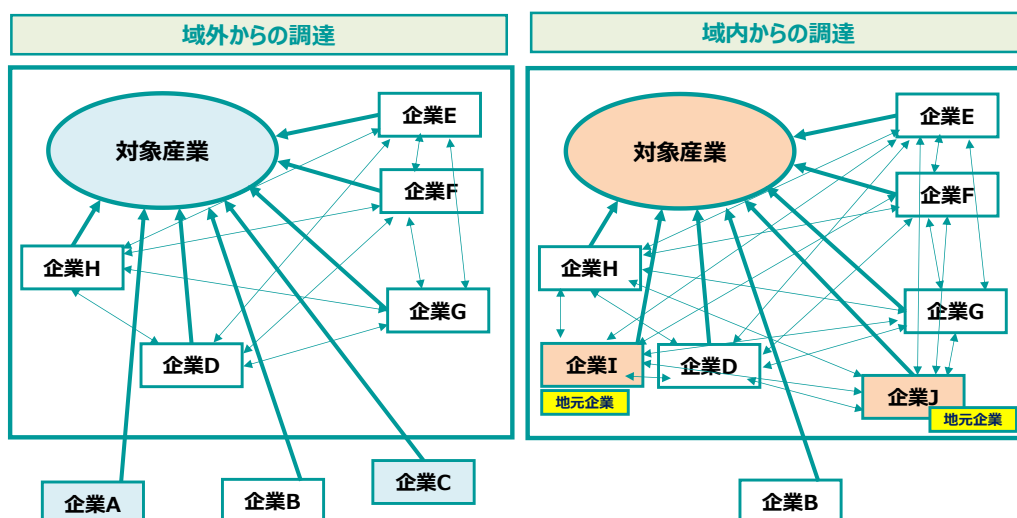 域外からの調達
対象産業
企業E
企業F
企業H
企業G
企業D
企業A
企業B
企業C
域内からの調達
対象産業
企業E
企業F
企業H
企業G
企業I
企業D
地元企業
企業J
地元企業
企業B